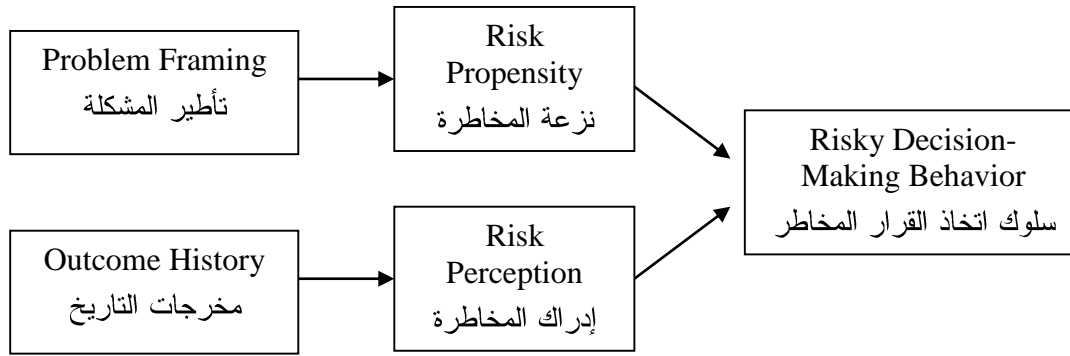 Problem Framing
تأطير المشكلة
Risk
Propensity
نزعة المخاطرة
Risky Decision-
Making Behavior
سلوك اتخاذ القرار المخاطر
Outcome History
مخرجات التاريخ
Risk
Perception
إدراك المخاطرة